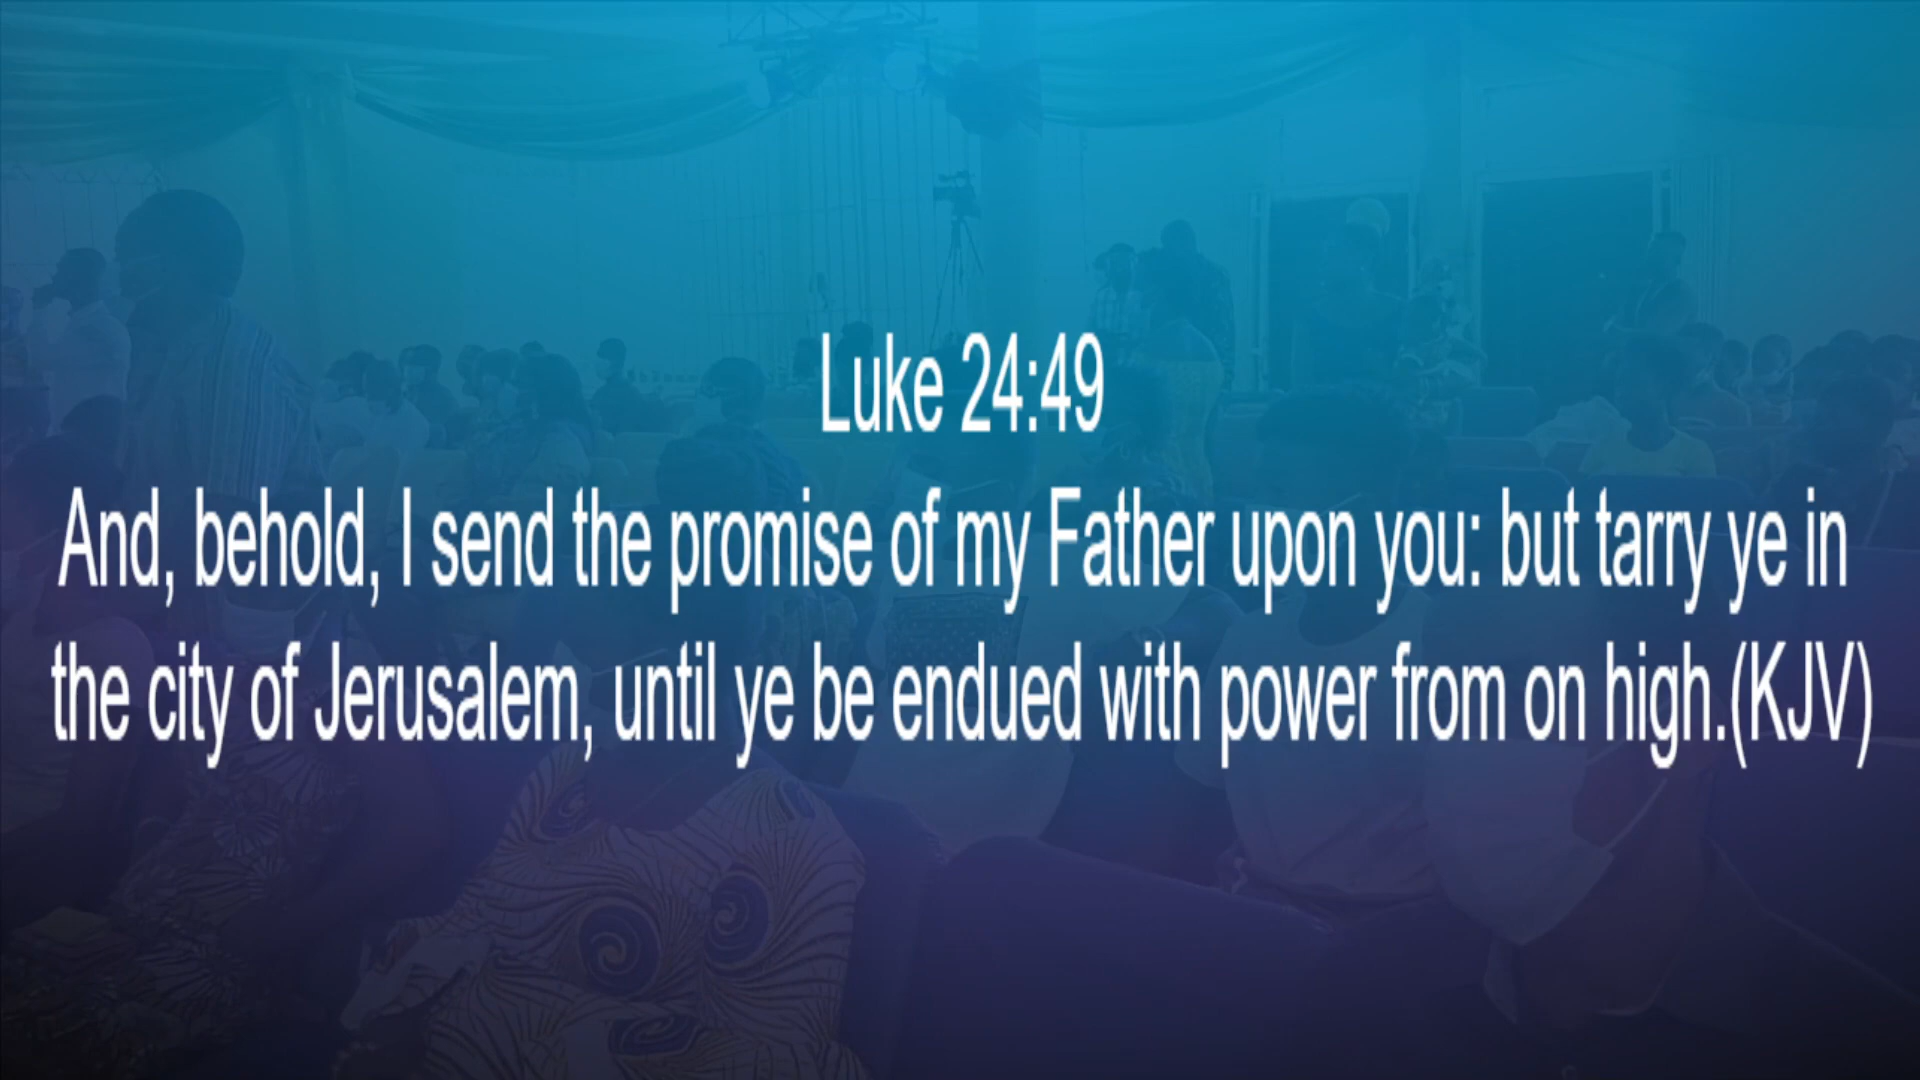 Luke 24:49
And, behold, I send the promise of my Father upon you: but tarry ye in
the city of Jerusalem, until ye be endued with power from on high.(KJV)